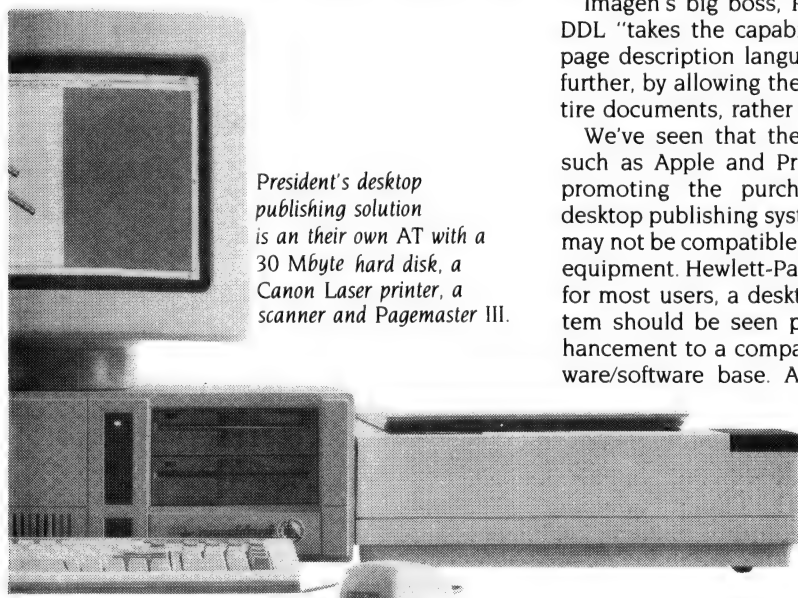 President's desktop
publishing solution
is an their own AT with a
30 Mbyte hard disk, a
Canon Laser printer, a
scanner and Pagemaster III.
Imagen's big boss,
DDL "takes the capab
page description langu
further, by allowing the
tire documents, rather
We've seen that the
such as Apple and Pr
promoting the purch
desktop publishing syst
may not be compatible
equipment. Hewlett-Pa
for most users, a deskt
tem should be seen p
hancement to a compa
ware/software base. A